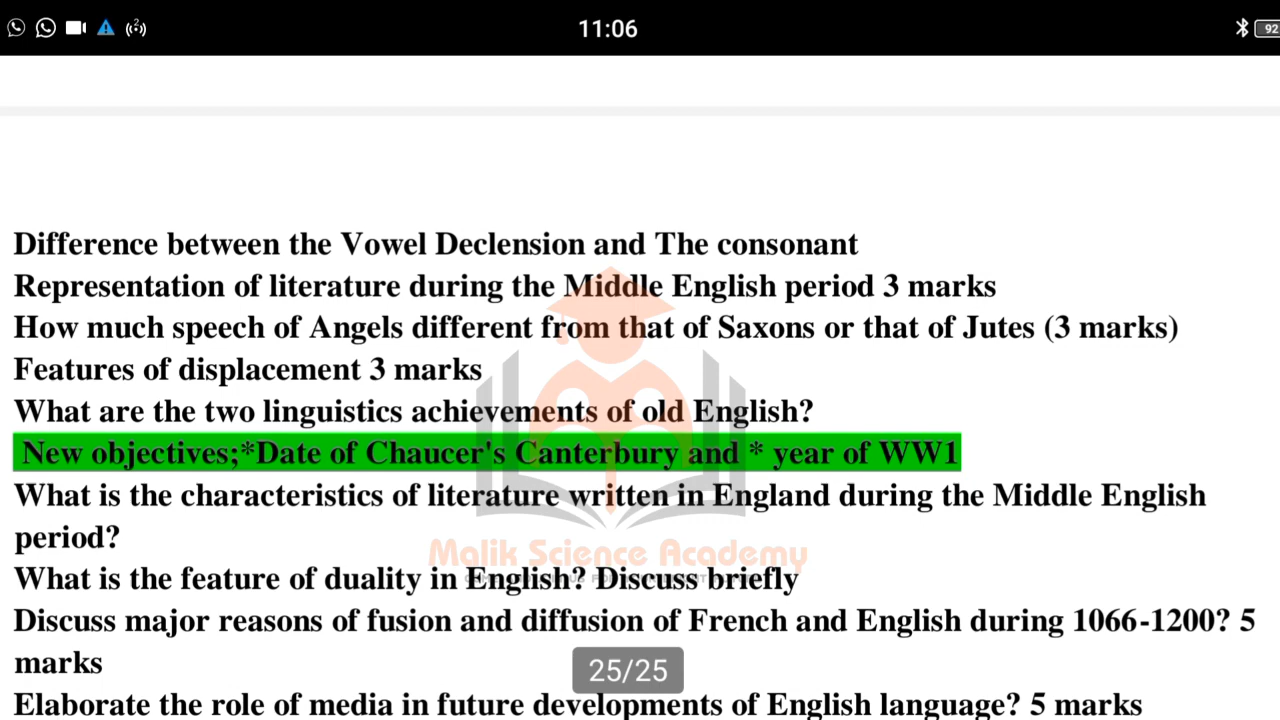 11:06
92
Difference between the Vowel Declension and The consonant
Representation of literature during the Middle English period 3 marks
How much speech of Angels different from that of Saxons or that of Jutes (3 marks)
Features of displacement 3 marks
What are the two linguistics achievements of old English?
New objectives;*Date of Chaucer's Canterbury and * year of WW1
What is the characteristics of literature written in England during the Middle English
period?
Malik Science Academy
What is the feature of duality in English? Discuss briefly
Discuss major reasons of fusion and diffusion of French and English during 1066-1200? 5
marks
25/25
Elaborate the role of media in future developments of English language? 5 marks